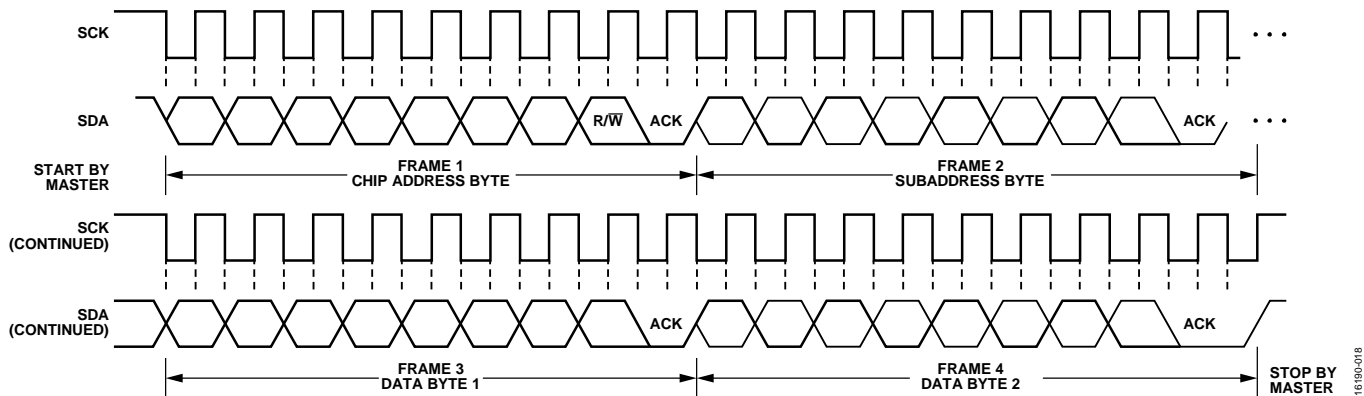 SCK
SDA
R/W̅
ACK
ACK
START BY
MASTER
FRAME 1
CHIP ADDRESS BYTE
FRAME 2
SUBADDRESS BYTE
SCK
(CONTINUED)
SDA
(CONTINUED)
ACK
ACK
FRAME 3
DATA BYTE 1
FRAME 4
DATA BYTE 2
STOP BY
MASTER
16190-018